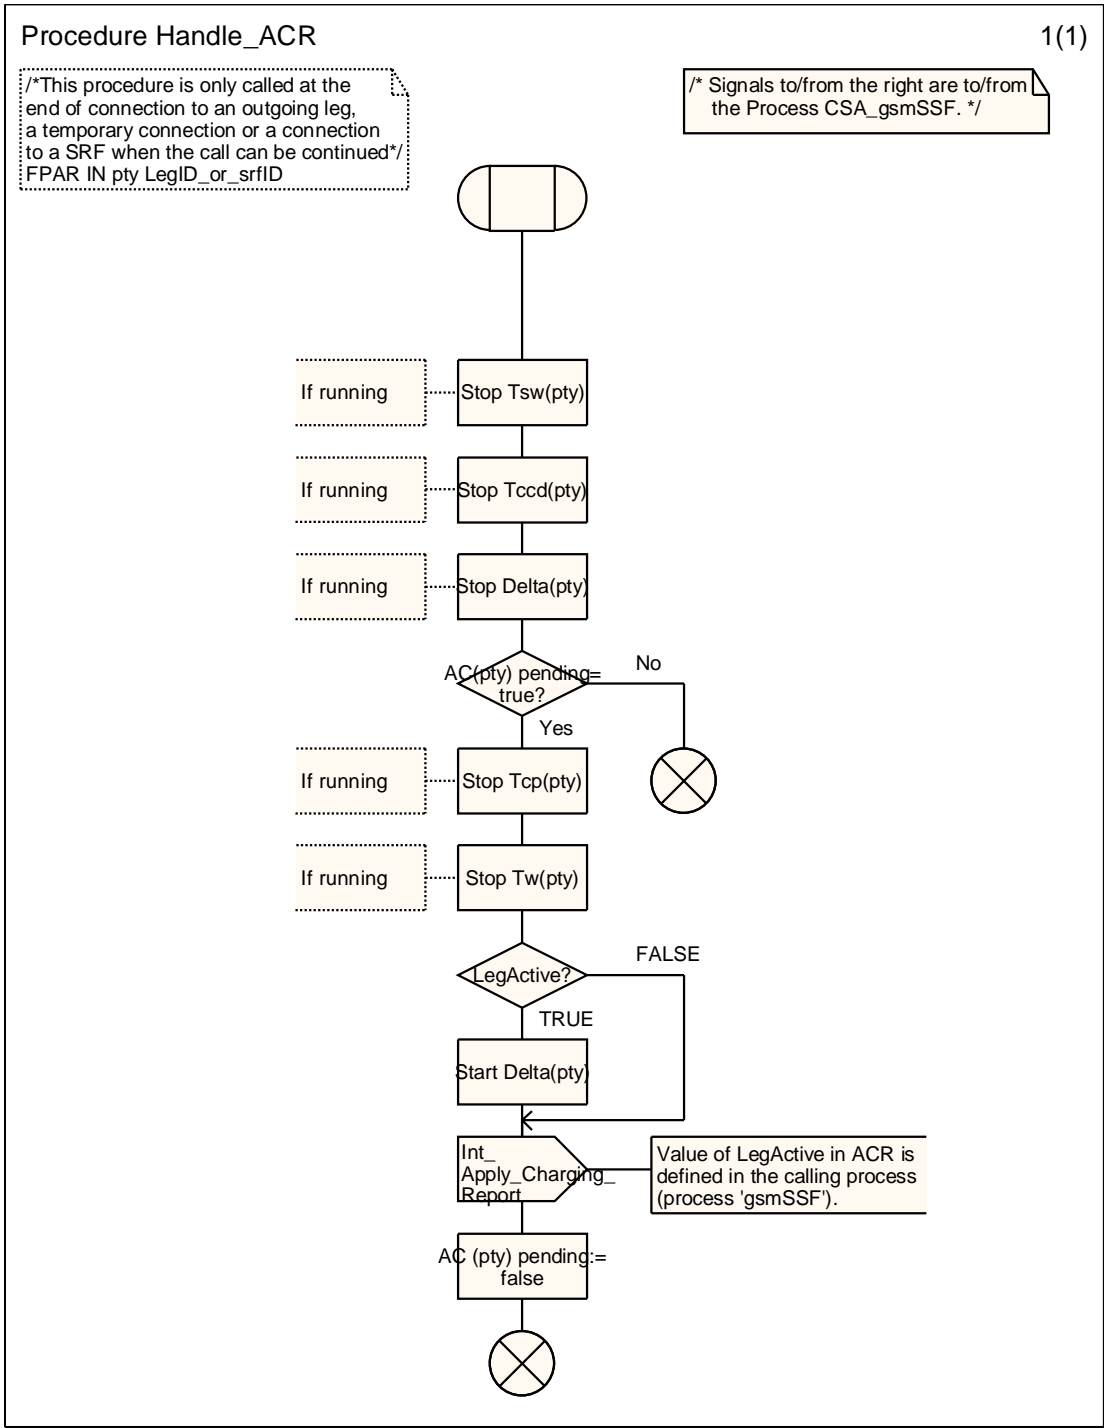 Procedure Handle_ACR
1(1)
/*This procedure is only called at the
end of connection to an outgoing leg,
a temporary connection or a connection
to a SRF when the call can be continued*/
FPAR IN pty LegID_or_srfID
/* Signals to/from the right are to/from
the Process CSA_gsmSSF. */
If running
Stop Tsw(pty)
If running
Stop Tccd(pty)
If running
Stop Delta(pty)
AC(pty) pending=
true?
No
Yes
If running
Stop Tcp(pty)
If running
Stop Tw(pty)
LegActive?
FALSE
TRUE
Start Delta(pty)
Int_
Apply_Charging_
Report
Value of LegActive in ACR is
defined in the calling process
(process 'gsmSSF').
AC (pty) pending:=
false